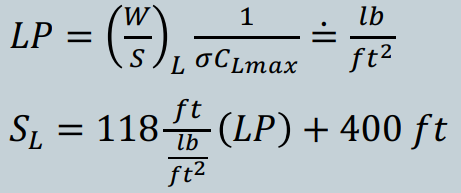 LP = (W/S)_L 1/(σC_Lmax) ≐ lb/ft²
S_L = 118 ft/(lb/ft²) (LP) + 400 ft